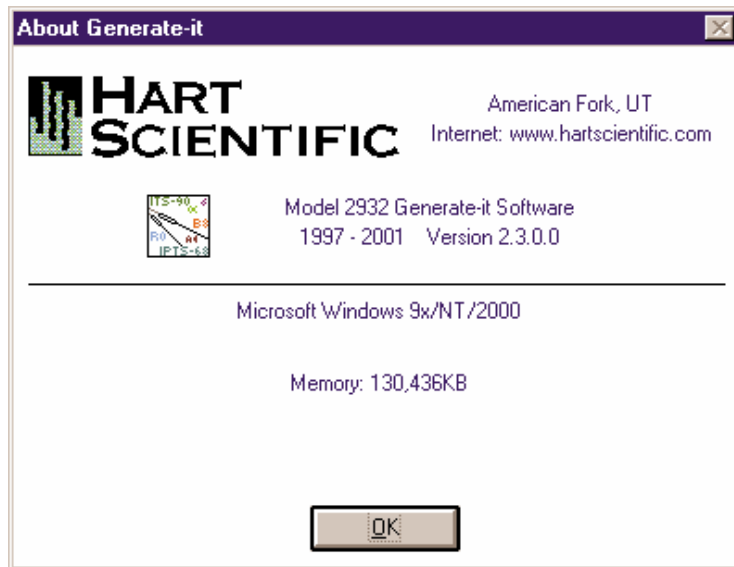 About Generate-it
HART
SCIENTIFIC
American Fork, UT
Internet: www.hartscientific.com
ITS-90
R0
A4
IPTS-68
Model 2932 Generate-it Software
1997 - 2001 Version 2.3.0.0
Microsoft Windows 9x/NT/2000
Memory: 130,436KB
OK